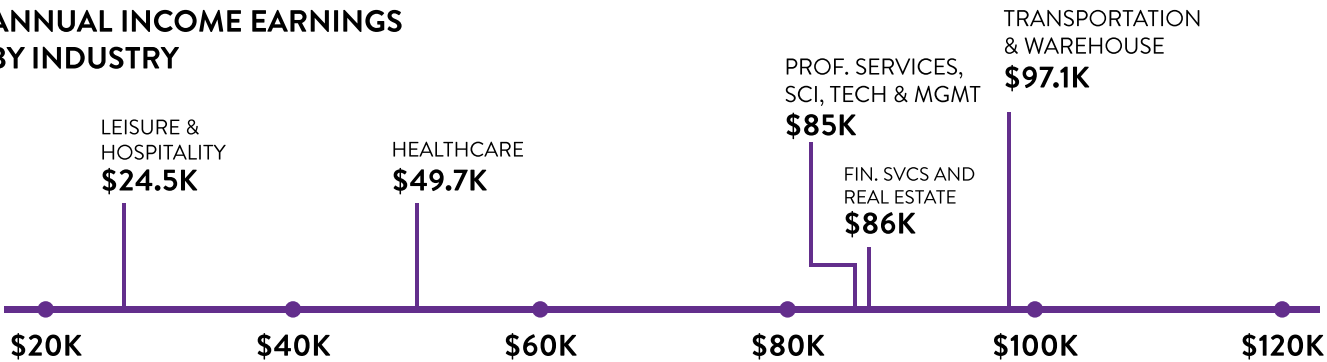 ANNUAL INCOME EARNINGS
BY INDUSTRY
LEISURE &
HOSPITALITY
$24.5K
HEALTHCARE
$49.7K
PROF. SERVICES,
SCI, TECH & MGMT
$85K
FIN. SVCS AND
REAL ESTATE
$86K
TRANSPORTATION
& WAREHOUSE
$97.1K
$20K
$40K
$60K
$80K
$100K
$120K